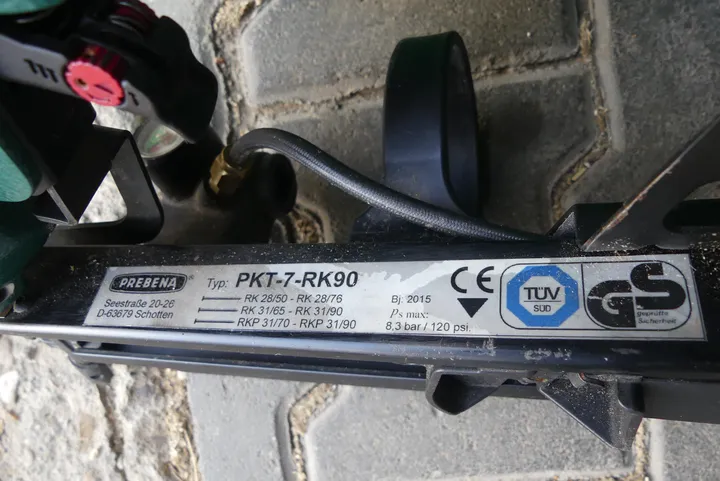 PREBENA
Seestraße 20-26
D-63679 Schotten
Typ: PKT-7-RK90
RK 28/50 - RK 28/76
RK 31/65 - RK 31/90
RKP 31/70 - RKP 31/90
CE
Bj: 2015
ps max:
8,3 bar / 120 psi.
TÜV
SÜD
GS
geprüfte
Sicherheit